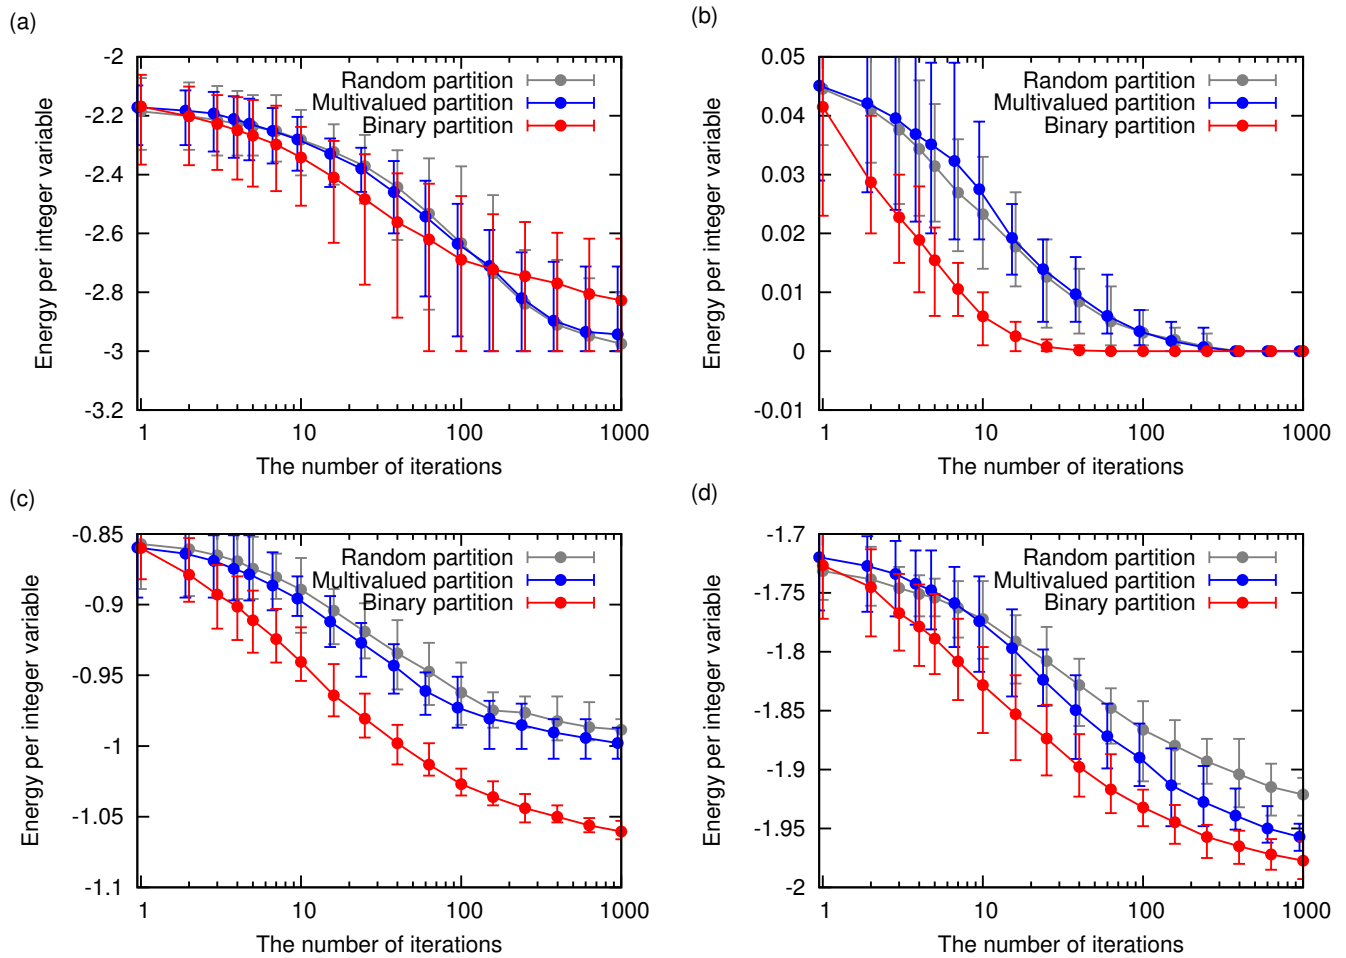 (a)
-2
-2.2
-2.4
-2.6
-2.8
-3
-3.2
1
10
100
1000
Energy per integer variable
The number of iterations
Random partition
Multivalued partition
Binary partition
(b)
0.05
0.04
0.03
0.02
0.01
0
-0.01
1
10
100
1000
Energy per integer variable
The number of iterations
Random partition
Multivalued partition
Binary partition
(c)
-0.85
-0.9
-0.95
-1
-1.05
-1.1
1
10
100
1000
Energy per integer variable
The number of iterations
Random partition
Multivalued partition
Binary partition
(d)
-1.7
-1.75
-1.8
-1.85
-1.9
-1.95
-2
1
10
100
1000
Energy per integer variable
The number of iterations
Random partition
Multivalued partition
Binary partition